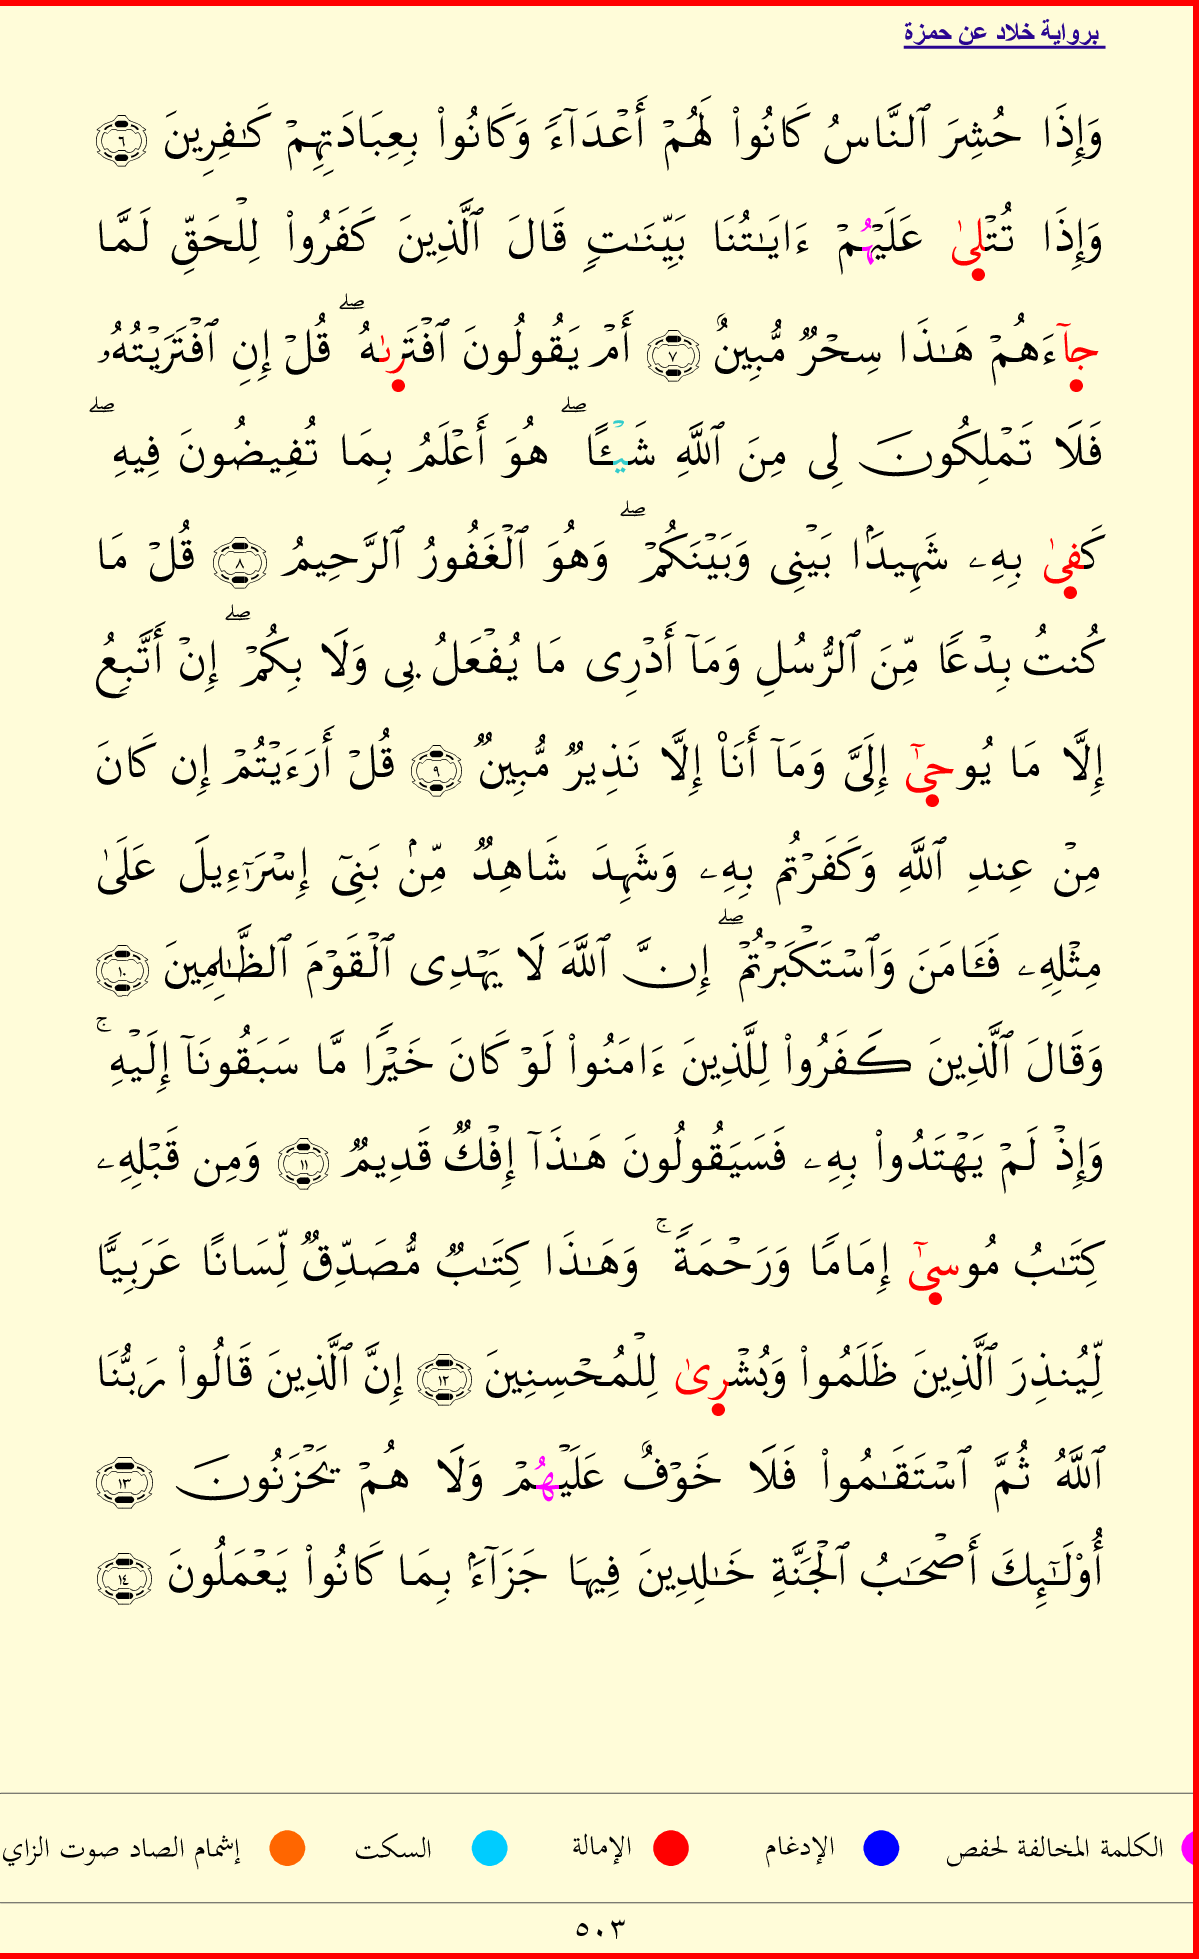 برواية خلاد عن حمزة
وَإِذَا حُشِرَ ٱلنَّاسُ كَانُوا۟ لَهُمْ أَعْدَآءً وَكَانُوا۟ بِعِبَادَتِهِمْ كَـٰفِرِينَ ٦
وَإِذَا تُتْلِىٰ عَلَيْهُمْ ءَايَـٰتُنَا بَيِّنَـٰتٍ قَالَ ٱلَّذِينَ كَفَرُوا۟ لِلْحَقِّ لَمَّا
جِآءَهُمْ هَـٰذَا سِحْرٌ مُّبِينٌ ٧ أَمْ يَقُولُونَ ٱفْتَرِىٰهُ ۖ قُلْ إِنِ ٱفْتَرَيْتُهُۥ
فَلَا تَمْلِكُونَ لِى مِنَ ٱللَّهِ شَيْـًٔا ۖ هُوَ أَعْلَمُ بِمَا تُفِيضُونَ فِيهِ ۖ
كَفِىٰ بِهِۦ شَهِيدًۢا بَيْنِى وَبَيْنَكُمْ ۖ وَهُوَ ٱلْغَفُورُ ٱلرَّحِيمُ ٨ قُلْ مَا
كُنتُ بِدْعًا مِّنَ ٱلرُّسُلِ وَمَآ أَدْرِى مَا يُفْعَلُ بِى وَلَا بِكُمْ ۖ إِنْ أَتَّبِعُ
إِلَّا مَا يُوحِىٰٓ إِلَىَّ وَمَآ أَنَا۠ إِلَّا نَذِيرٌ مُّبِينٌ ٩ قُلْ أَرَءَيْتُمْ إِن كَانَ
مِنْ عِندِ ٱللَّهِ وَكَفَرْتُم بِهِۦ وَشَهِدَ شَاهِدٌ مِّنۢ بَنِىٓ إِسْرَٰٓءِيلَ عَلَىٰ
مِثْلِهِۦ فَـَٔامَنَ وَٱسْتَكْبَرْتُمْ ۖ إِنَّ ٱللَّهَ لَا يَهْدِى ٱلْقَوْمَ ٱلظَّـٰلِمِينَ ١٠
وَقَالَ ٱلَّذِينَ كَفَرُوا۟ لِلَّذِينَ ءَامَنُوا۟ لَوْ كَانَ خَيْرًا مَّا سَبَقُونَآ إِلَيْهِ ۚ
وَإِذْ لَمْ يَهْتَدُوا۟ بِهِۦ فَسَيَقُولُونَ هَـٰذَآ إِفْكٌ قَدِيمٌ ١١ وَمِن قَبْلِهِۦ
كِتَـٰبُ مُوسِىٰٓ إِمَامًا وَرَحْمَةً ۚ وَهَـٰذَا كِتَـٰبٌ مُّصَدِّقٌ لِّسَانًا عَرَبِيًّا
لِّيُنذِرَ ٱلَّذِينَ ظَلَمُوا۟ وَبُشْرِىٰ لِلْمُحْسِنِينَ ١٢ إِنَّ ٱلَّذِينَ قَالُوا۟ رَبُّنَا
ٱللَّهُ ثُمَّ ٱسْتَقَـٰمُوا۟ فَلَا خَوْفٌ عَلَيْهُمْ وَلَا هُمْ يَحْزَنُونَ ١٣
أُو۟لَـٰٓئِكَ أَصْحَـٰبُ ٱلْجَنَّةِ خَـٰلِدِينَ فِيهَا جَزَآءًۢ بِمَا كَانُوا۟ يَعْمَلُونَ ١٤
الكلمة المخالفة لحفص الإدغام الإمالة السكت إشمام الصاد صوت الزاي
٥٠٣